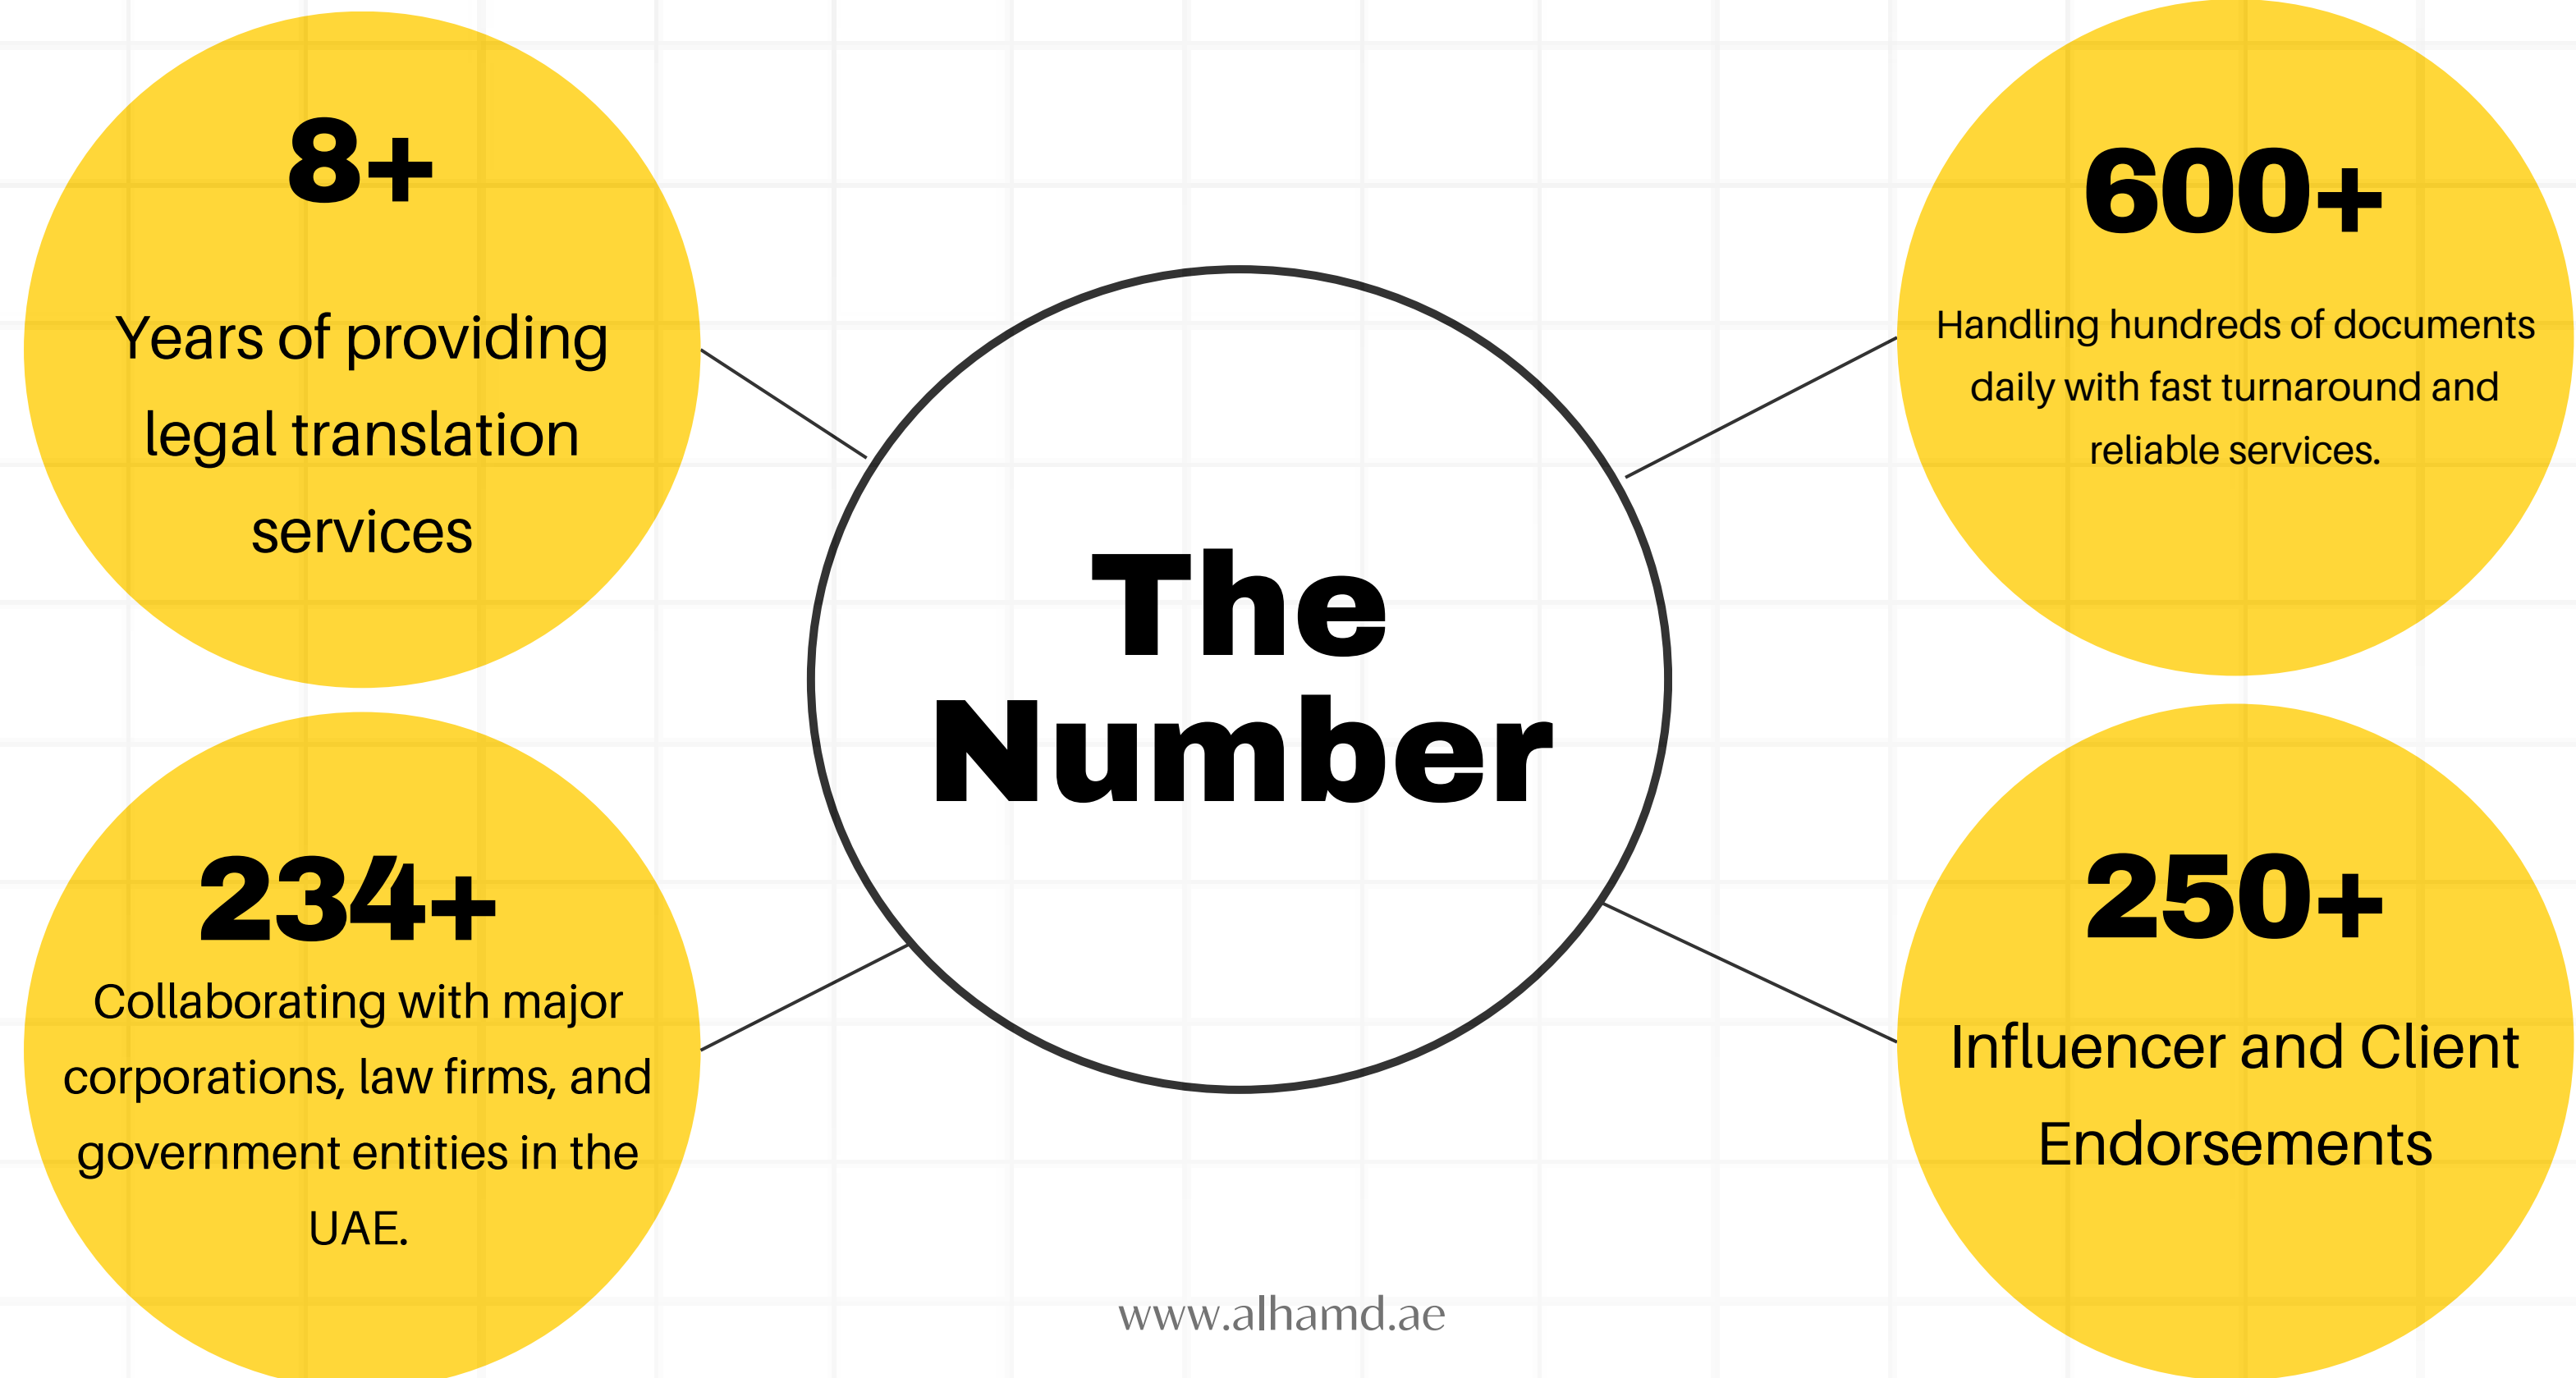 8+
Years of providing
legal translation
services
600+
Handling hundreds of documents
daily with fast turnaround and
reliable services.
The
Number
234+
Collaborating with major
corporations, law firms, and
government entities in the
UAE.
250+
Influencer and Client
Endorsements
www.alhamd.ae